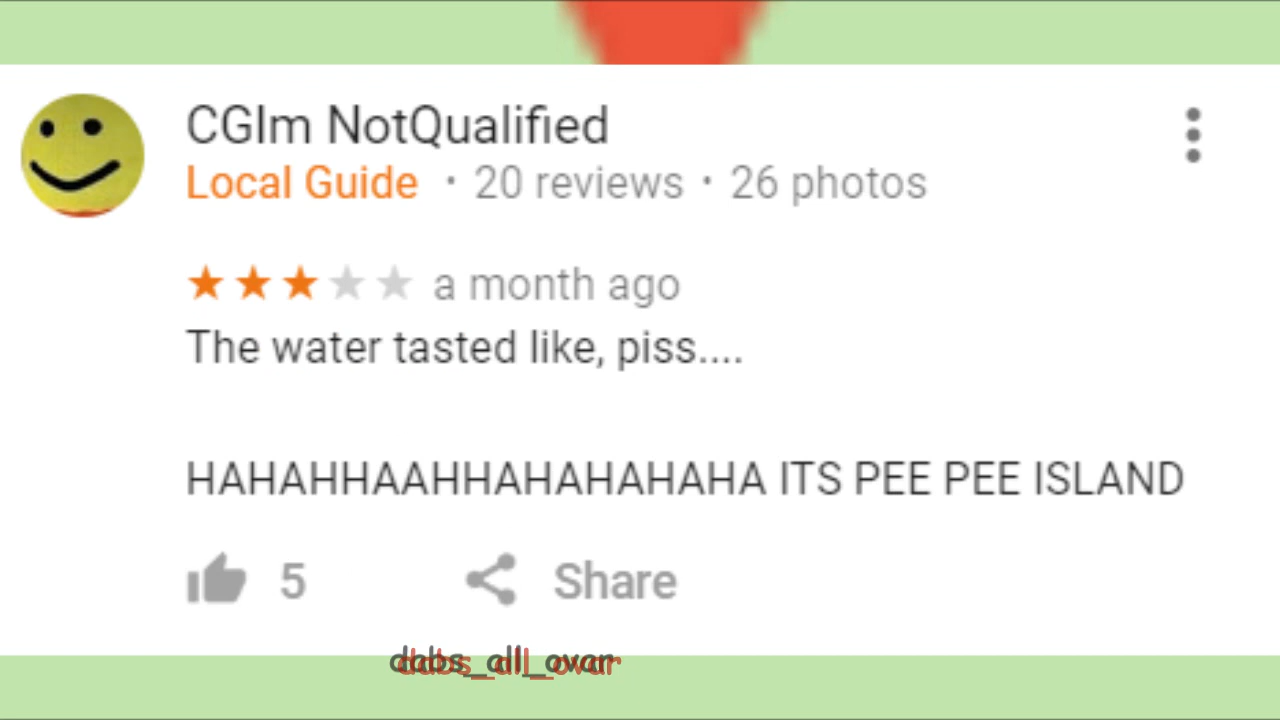 CGIm NotQualified
Local Guide · 20 reviews · 26 photos
a month ago
The water tasted like, piss....
HAHAHHAAHHAHAHAHAHA ITS PEE PEE ISLAND
5 Share
dabs_all_ovar